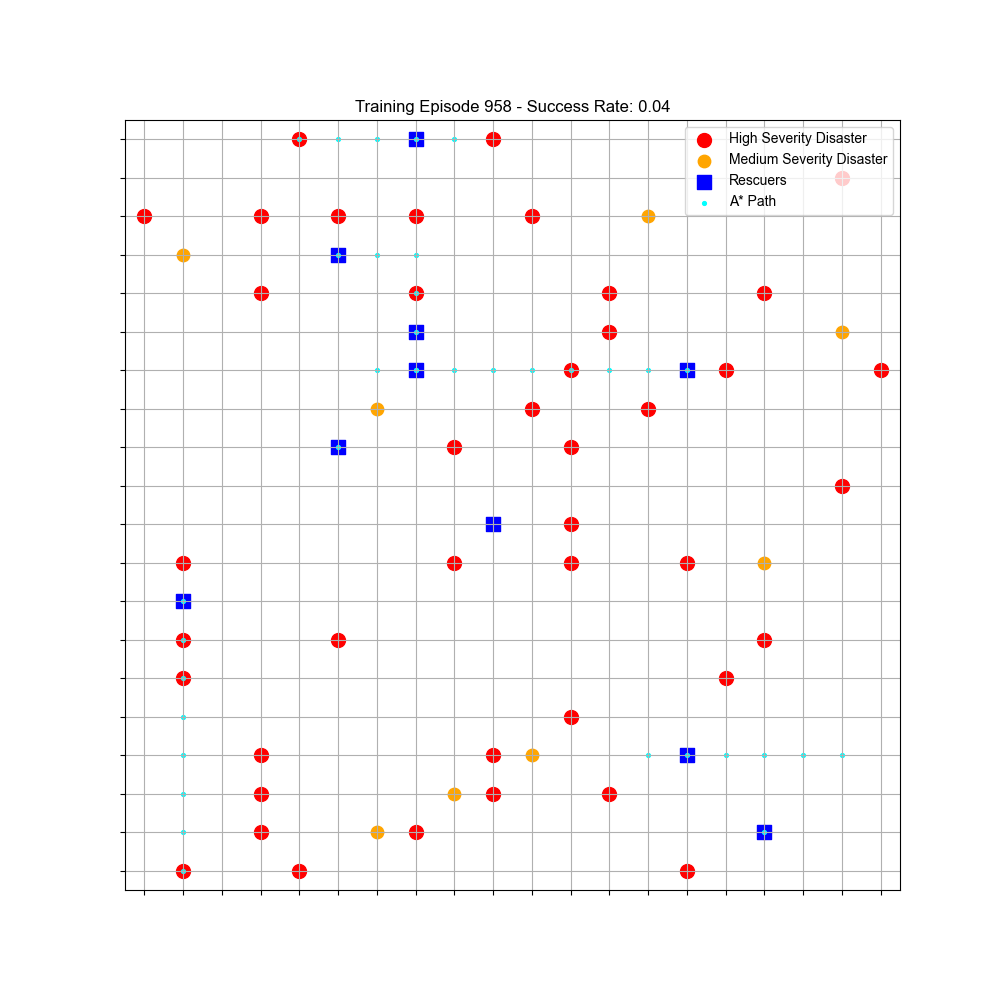 Training Episode 958 - Success Rate: 0.04
High Severity Disaster
Medium Severity Disaster
Rescuers
A* Path